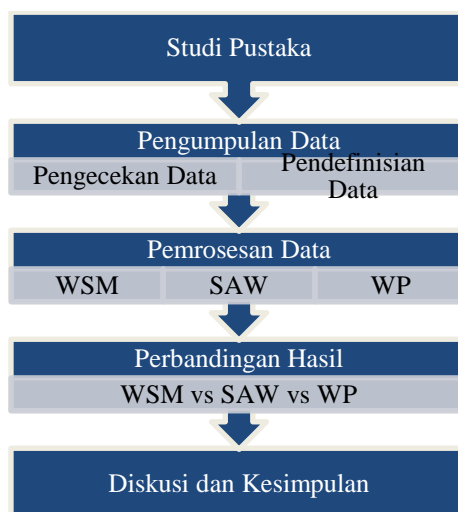 Studi Pustaka
Pengumpulan Data
Pengecekan Data
Pendefinisian
Data
Pemrosesan Data
WSM SAW WP
Perbandingan Hasil
WSM vs SAW vs WP
Diskusi dan Kesimpulan